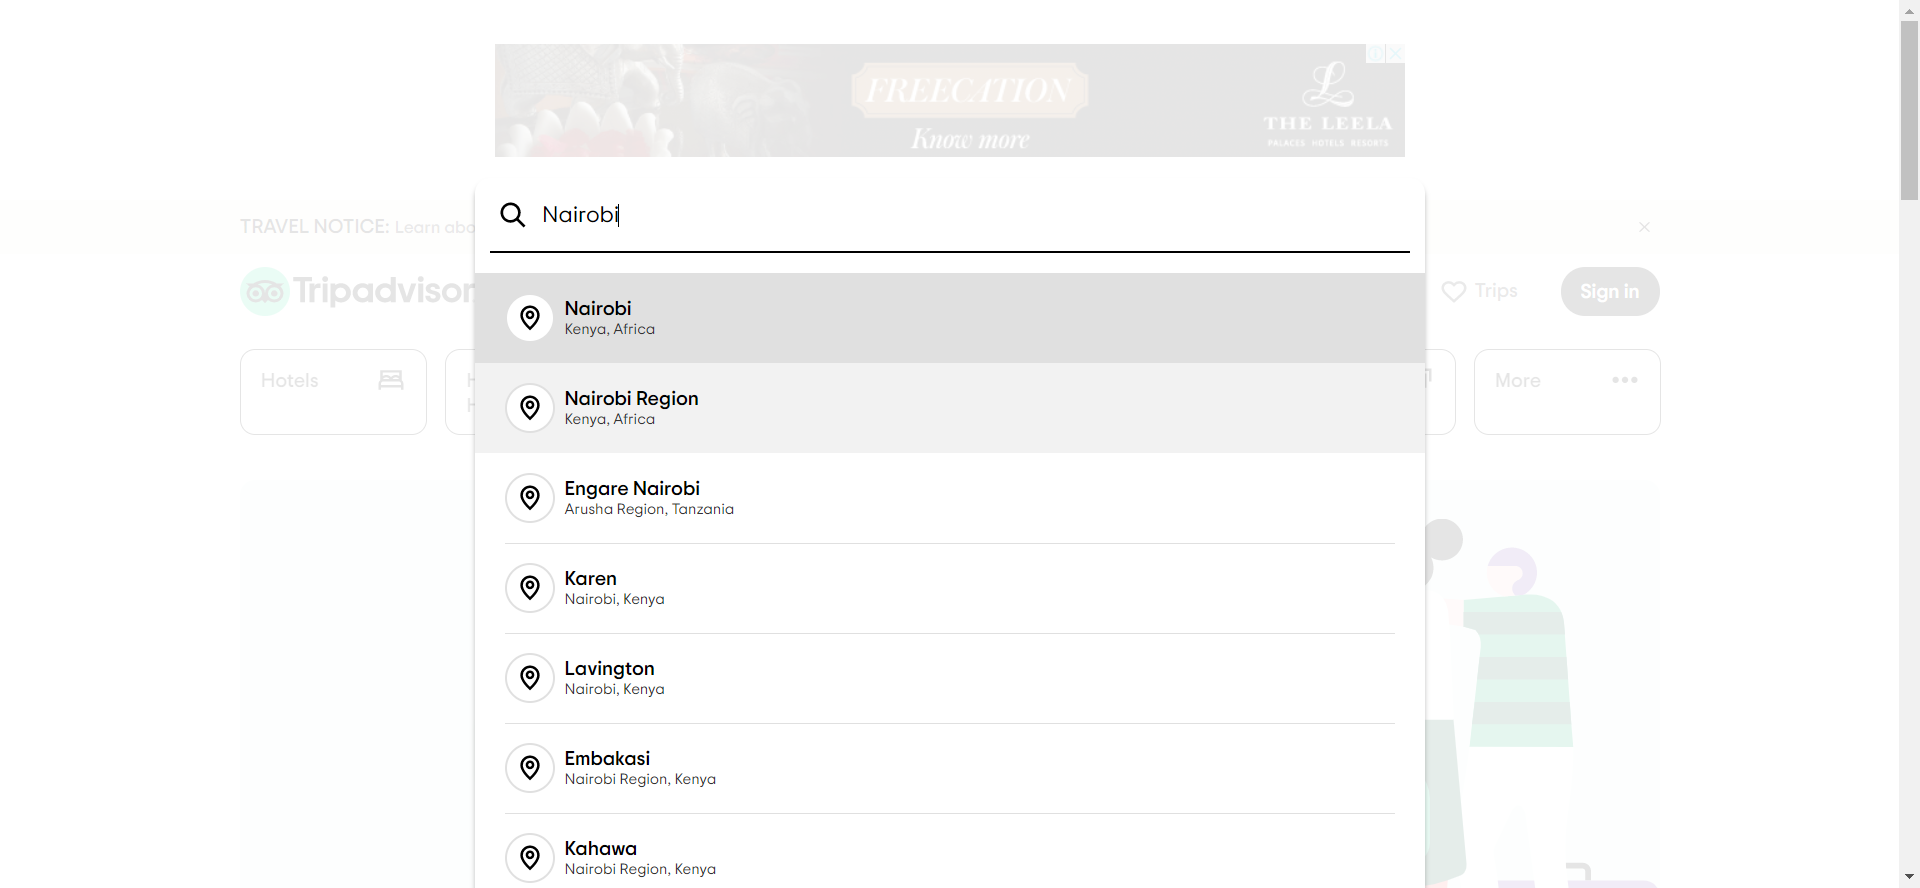 FREECATION
Know more
THE LEELA
PALACES HOTELS RESORTS
Nairobi
TRAVEL NOTICE: Learn abo
Tripadvisor
Trips
Sign in
Nairobi
Kenya, Africa
Hotels
More
Nairobi Region
Kenya, Africa
Engare Nairobi
Arusha Region, Tanzania
Karen
Nairobi, Kenya
Lavington
Nairobi, Kenya
Embakasi
Nairobi Region, Kenya
Kahawa
Nairobi Region, Kenya